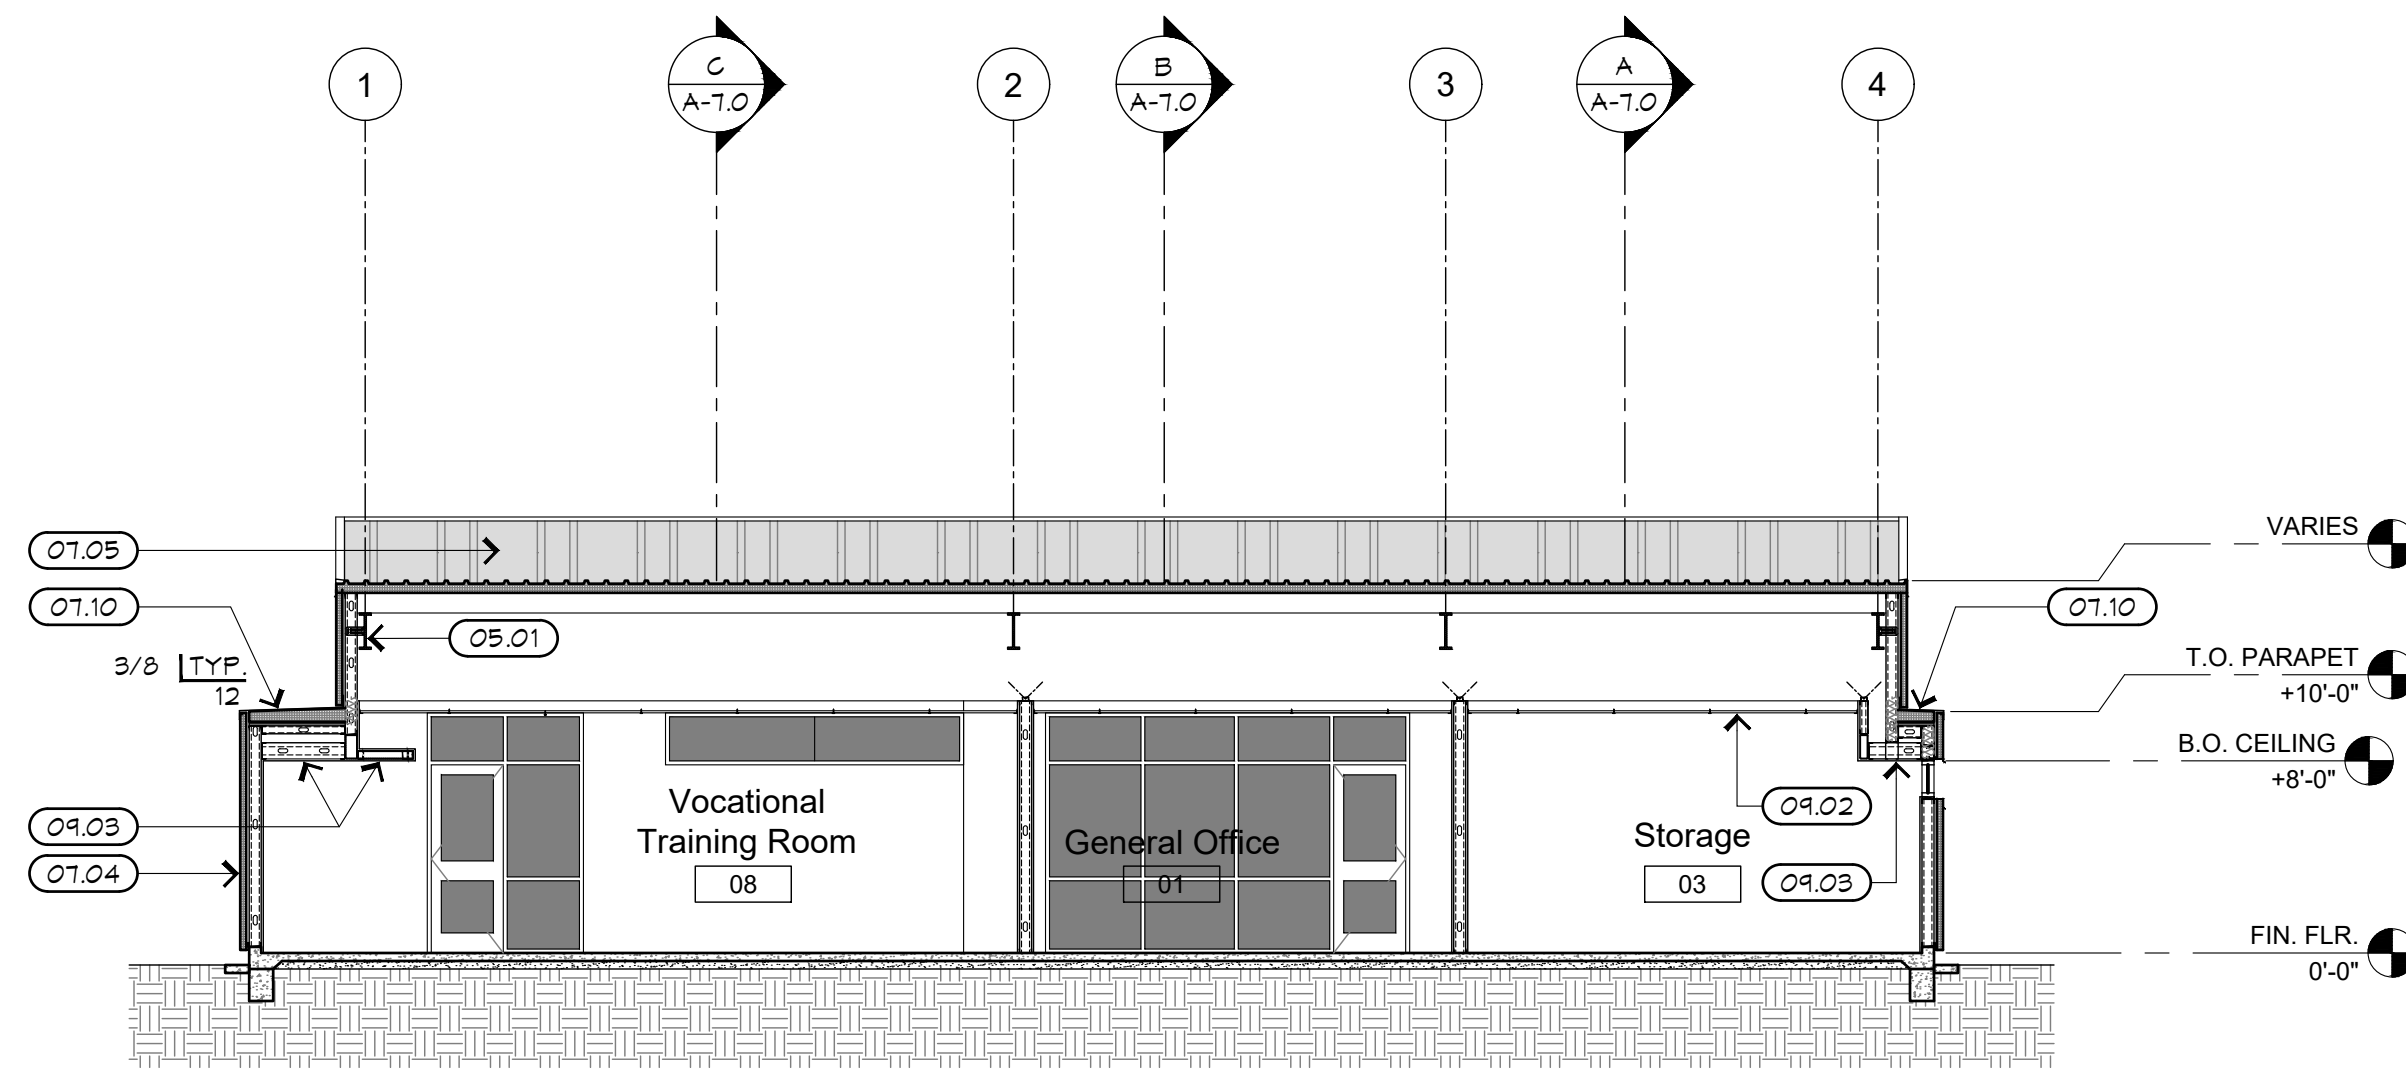 1
C
A-7.0
2
B
A-7.0
3
A
A-7.0
4
VARIES
07.05
07.10
07.10
05.01
3/8 TYP.
12
T.O. PARAPET
+10'-0"
B.O. CEILING
+8'-0"
Vocational
Training Room
08
General Office
01
Storage
03
09.02
09.03
09.03
07.04
FIN. FLR.
0'-0"